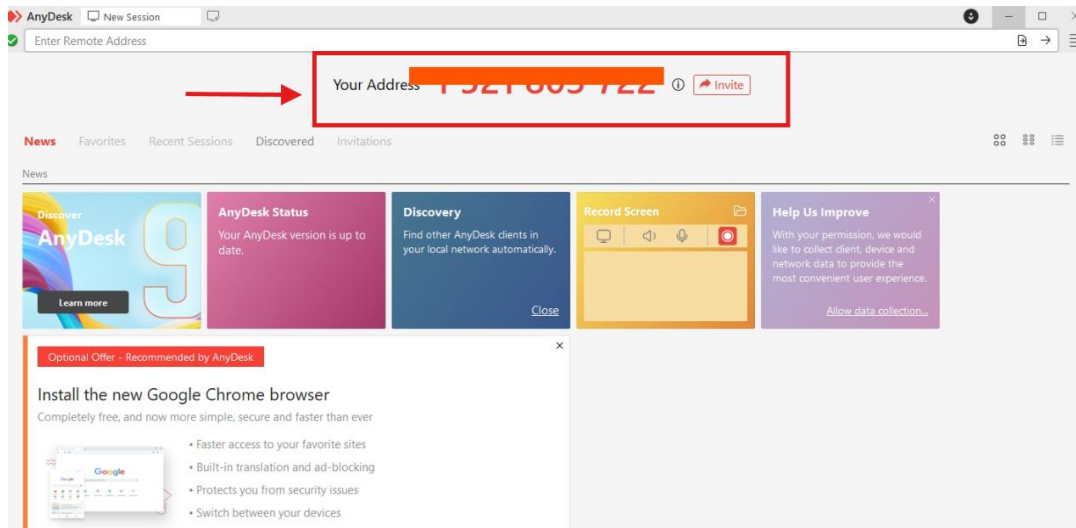 AnyDesk New Session
Enter Remote Address
Your Address
Invite
News Favorites Recent Sessions Discovered Invitations
News
Discover
AnyDesk
9
Learn more
AnyDesk Status
Your AnyDesk version is up to
date.
Discovery
Find other AnyDesk clients in
your local network automatically.
Close
Record Screen
Help Us Improve
With your permission, we would
like to collect client, device and
network data to provide the
most convenient user experience.
Allow data collection...
Optional Offer - Recommended by AnyDesk
Install the new Google Chrome browser
Completely free, and now more simple, secure and faster than ever
• Faster access to your favorite sites
• Built-in translation and ad-blocking
• Protects you from security issues
• Switch between your devices
Google